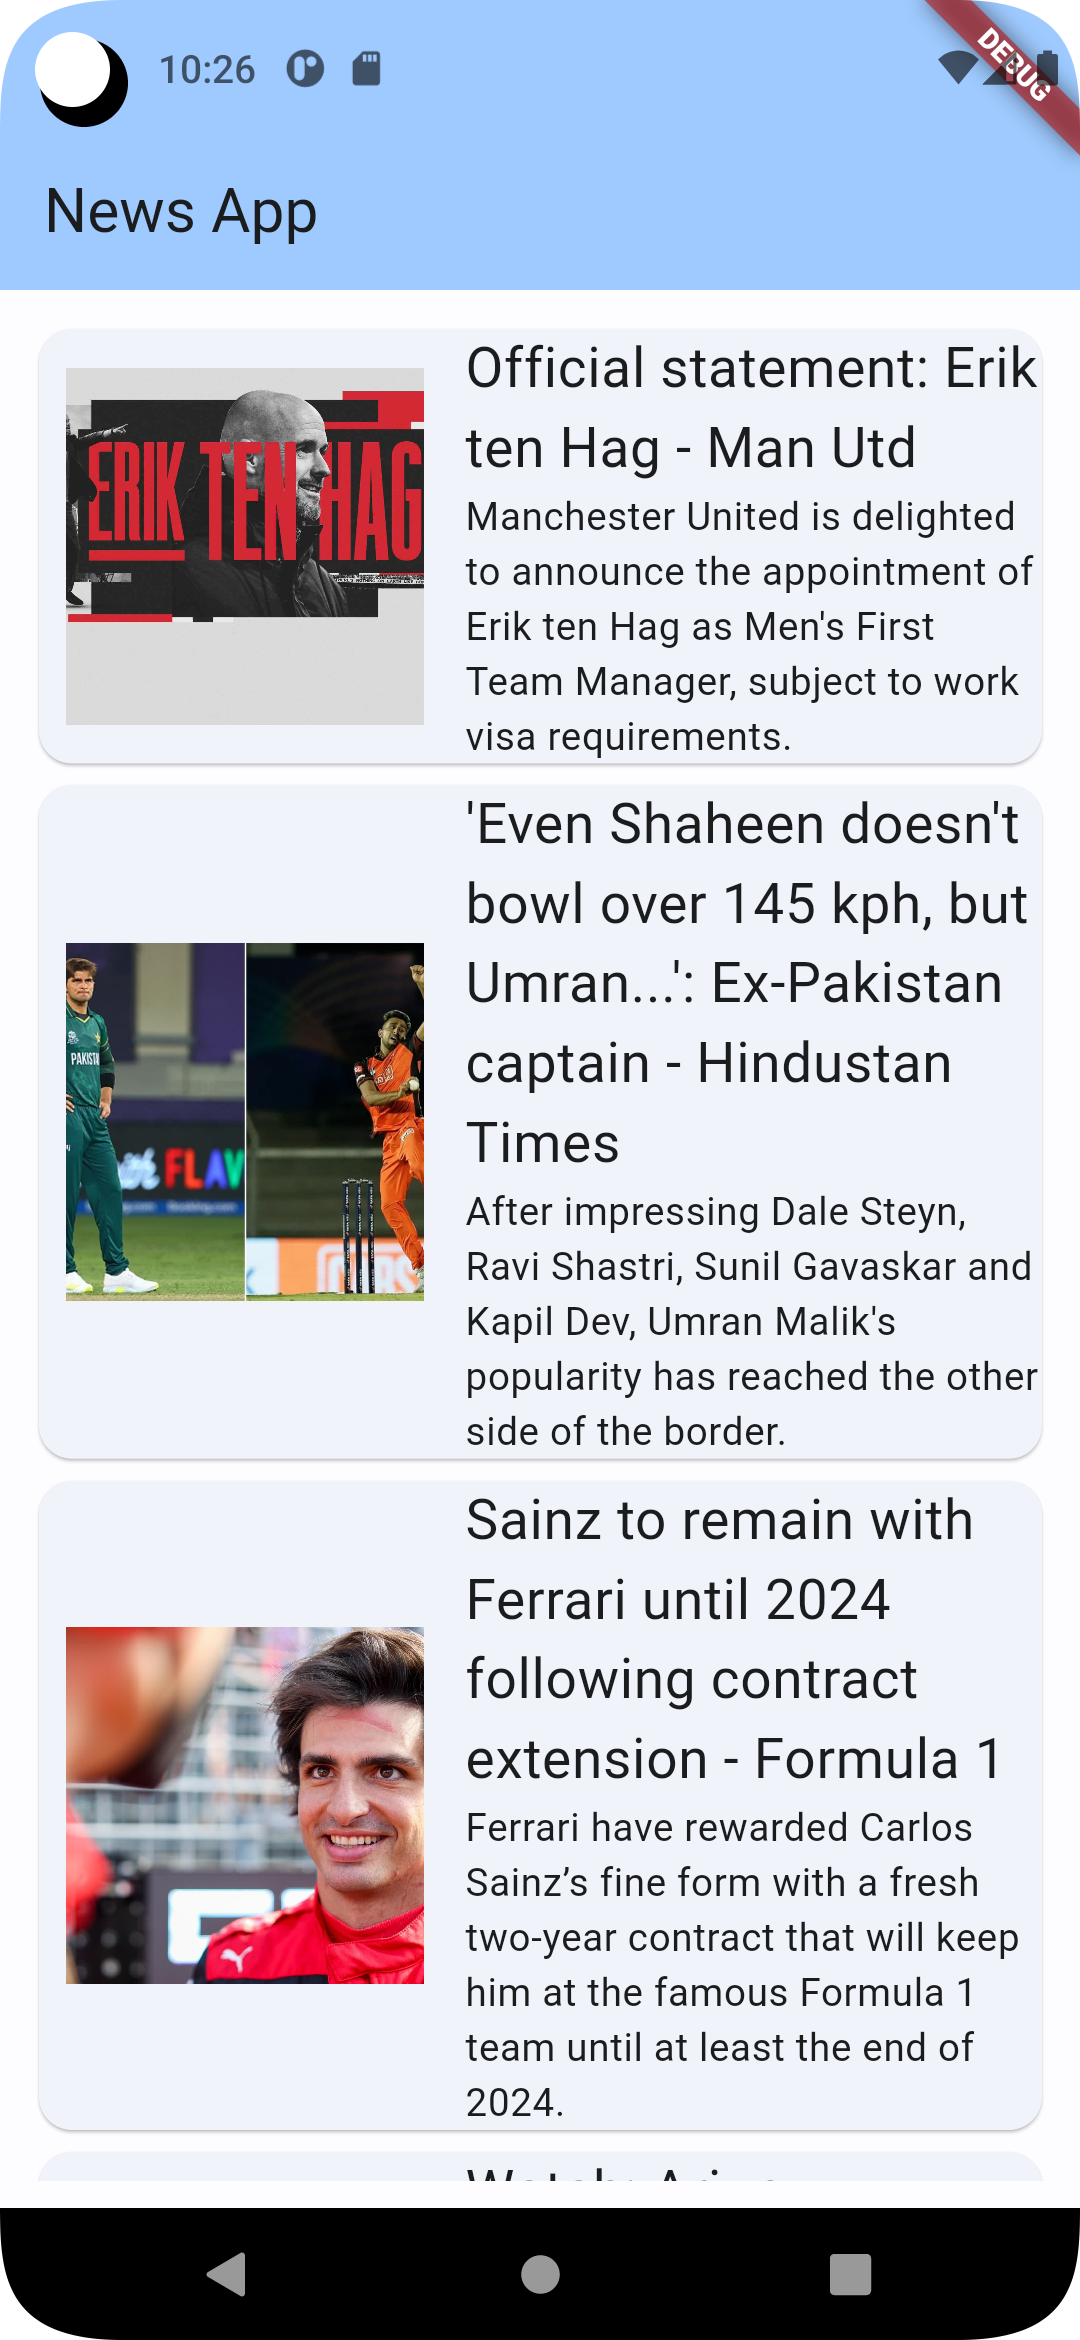 10:26
DEBUG
News App
Official statement: Erik
ten Hag - Man Utd
Manchester United is delighted
to announce the appointment of
Erik ten Hag as Men's First
Team Manager, subject to work
visa requirements.
ERIK TEN HAG
'Even Shaheen doesn't
bowl over 145 kph, but
Umran...': Ex-Pakistan
captain - Hindustan
Times
After impressing Dale Steyn,
Ravi Shastri, Sunil Gavaskar and
Kapil Dev, Umran Malik's
popularity has reached the other
side of the border.
PAKISTA
with FLAV
Sainz to remain with
Ferrari until 2024
following contract
extension - Formula 1
Ferrari have rewarded Carlos
Sainz’s fine form with a fresh
two-year contract that will keep
him at the famous Formula 1
team until at least the end of
2024.